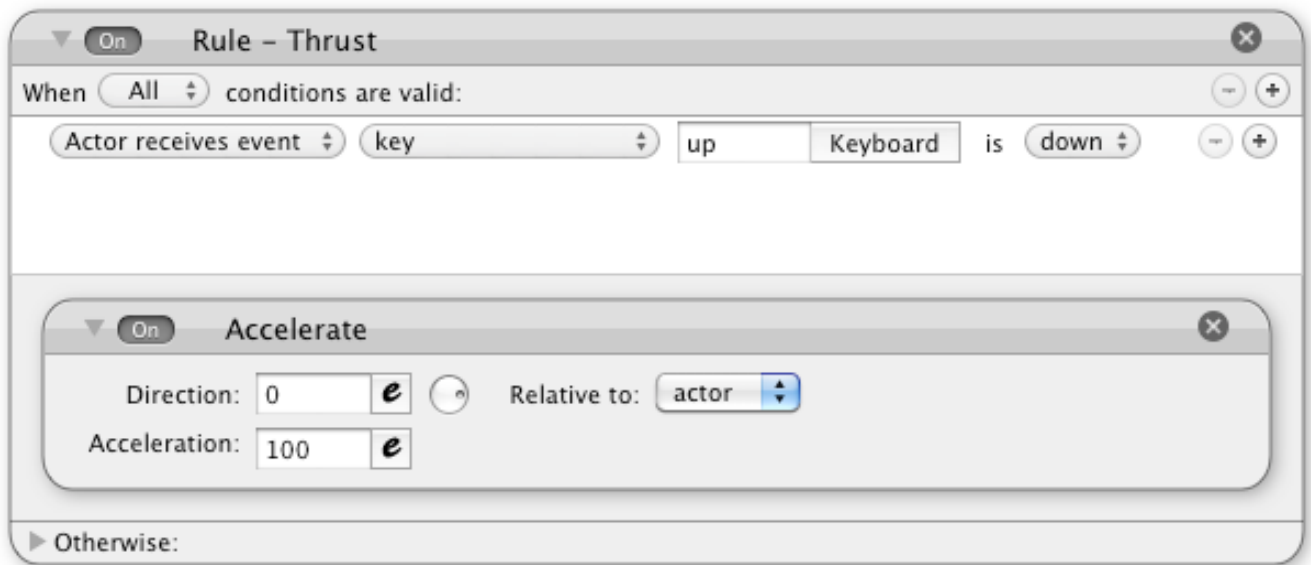 On Rule – Thrust
When All conditions are valid:
Actor receives event key up Keyboard is down
On Accelerate
Direction: 0 e Relative to: actor
Acceleration: 100 e
Otherwise: